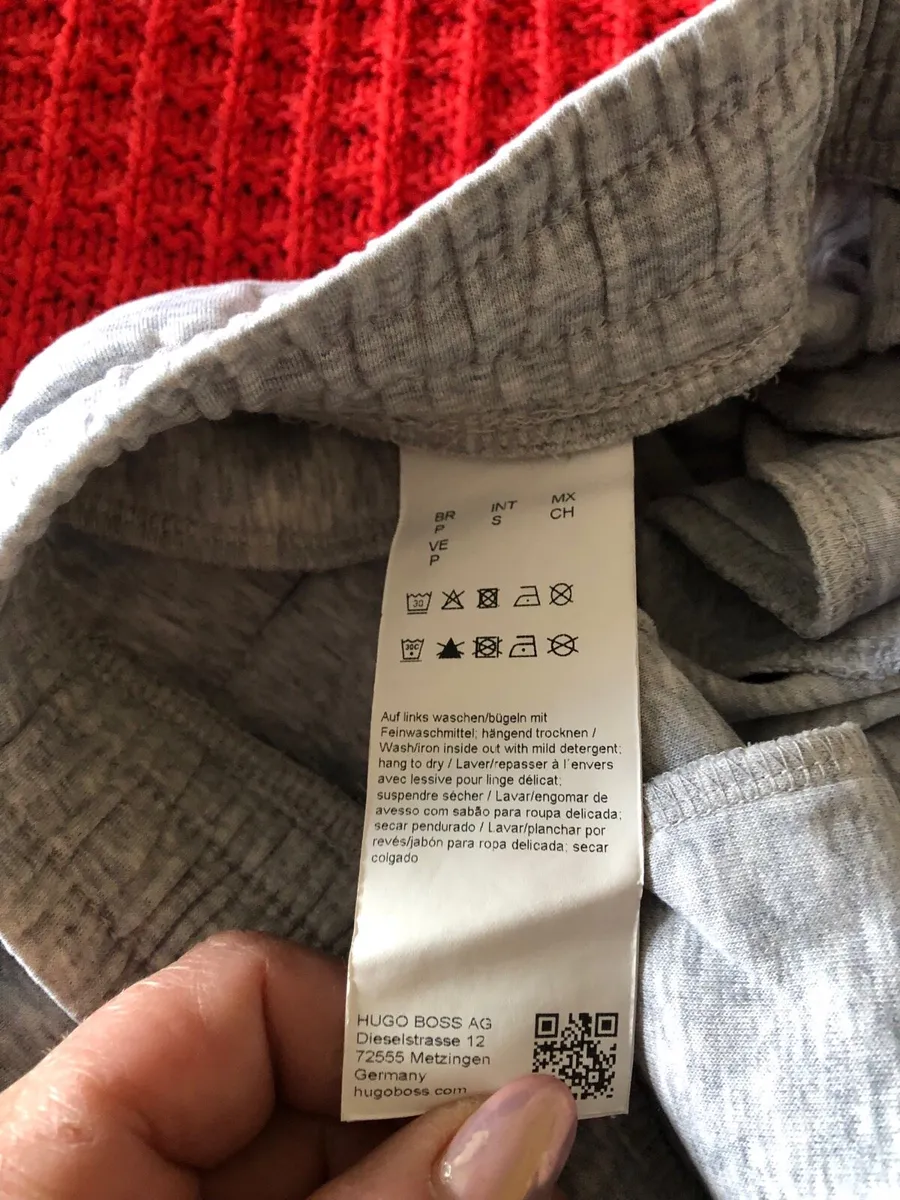 BR INT MX
P S CH
VE
P
30
30C
Auf links waschen/bügeln mit
Feinwaschmittel; hängend trocknen /
Wash/iron inside out with mild detergent;
hang to dry / Laver/repasser à l'envers
avec lessive pour linge délicat;
suspendre sécher / Lavar/engomar de
avesso com sabão para roupa delicada;
secar pendurado / Lavar/planchar por
revés/jabón para ropa delicada; secar
colgado
HUGO BOSS AG
Dieselstrasse 12
72555 Metzingen
Germany
hugoboss.com